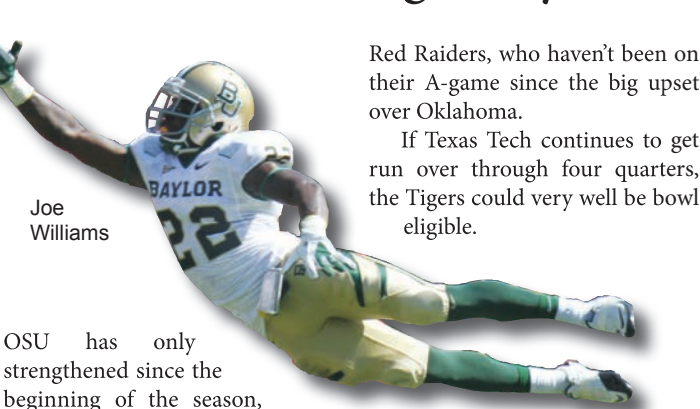 Red Raiders, who haven't been on
their A-game since the big upset
over Oklahoma.
If Texas Tech continues to get
run over through four quarters,
the Tigers could very well be bowl
eligible.
Joe
Williams
BU
BAYLOR
22
22
OSU has only
strengthened since the
beginning of the season,